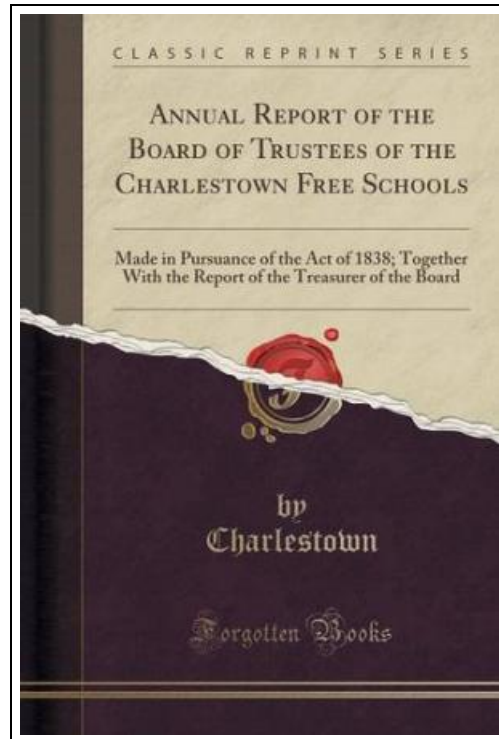 CLASSIC REPRINT SERIES
ANNUAL REPORT OF THE
BOARD OF TRUSTEES OF THE
CHARLESTOWN FREE SCHOOLS
Made in Pursuance of the Act of 1838; Together
With the Report of the Treasurer of the Board
F
by
Charlestown
Forgotten Books